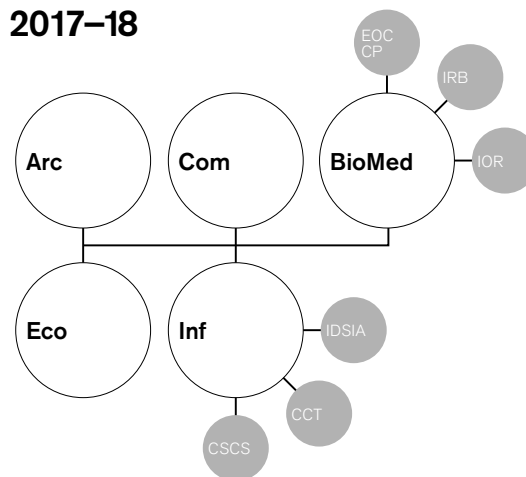 2017–18
EOC
CP
IRB
Arc
Com
BioMed
IOR
Eco
Inf
IDSIA
CCT
CSCS